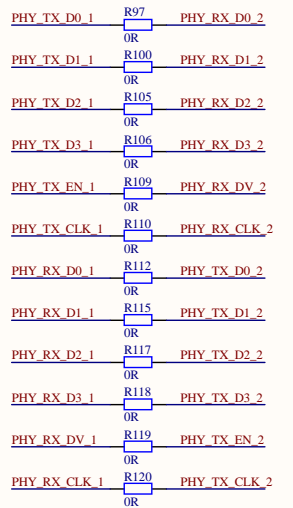 PHY_TX_D0_1 R97 PHY_RX_D0_2
0R
PHY_TX_D1_1 R100 PHY_RX_D1_2
0R
PHY_TX_D2_1 R105 PHY_RX_D2_2
0R
PHY_TX_D3_1 R106 PHY_RX_D3_2
0R
PHY_TX_EN_1 R109 PHY_RX_DV_2
0R
PHY_TX_CLK_1 R110 PHY_RX_CLK_2
0R
PHY_RX_D0_1 R112 PHY_TX_D0_2
0R
PHY_RX_D1_1 R115 PHY_TX_D1_2
0R
PHY_RX_D2_1 R117 PHY_TX_D2_2
0R
PHY_RX_D3_1 R118 PHY_TX_D3_2
0R
PHY_RX_DV_1 R119 PHY_TX_EN_2
0R
PHY_RX_CLK_1 R120 PHY_TX_CLK_2
0R